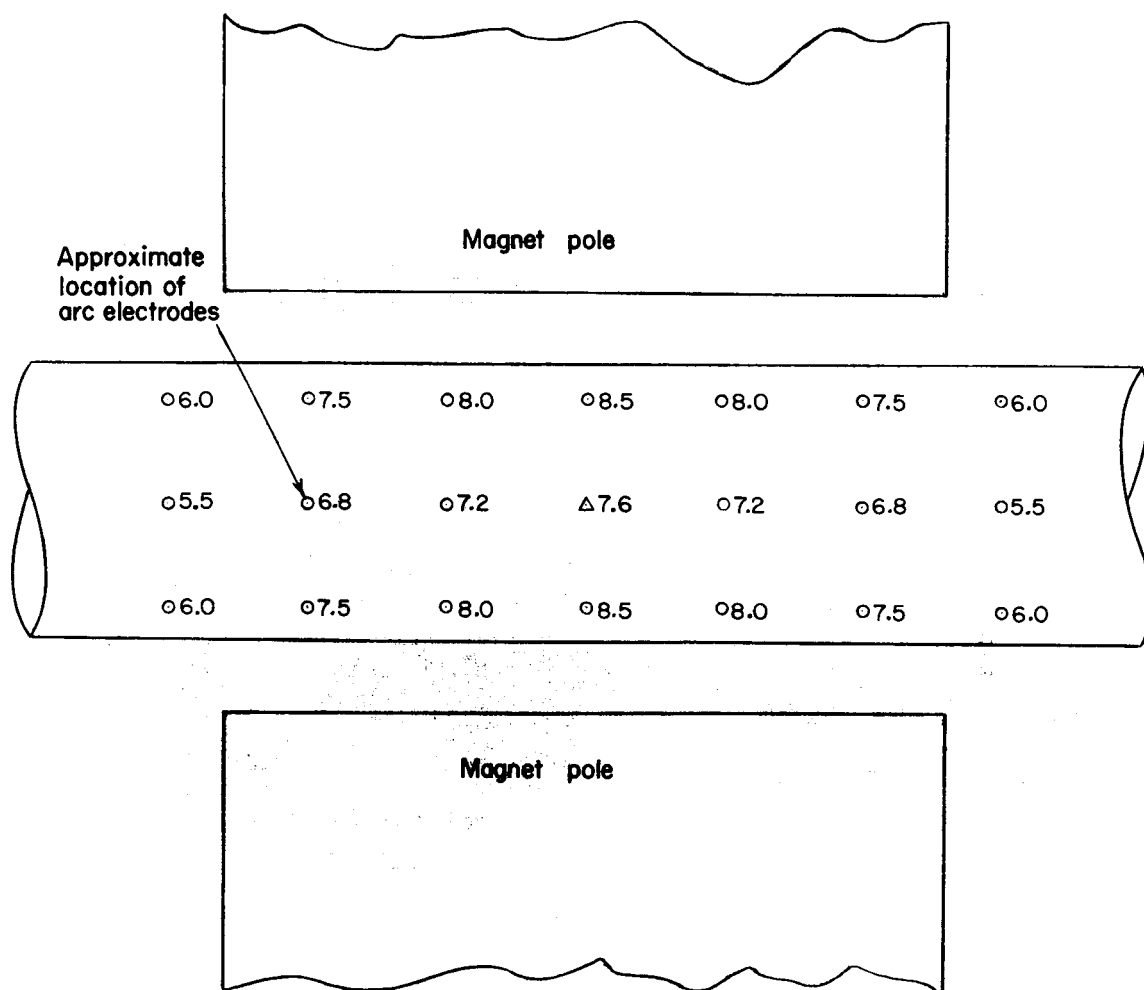 Magnet pole
Approximate
location of
arc electrodes
6.0 7.5 8.0 8.5 8.0 7.5 6.0
5.5 6.8 7.2 7.6 7.2 6.8 5.5
6.0 7.5 8.0 8.5 8.0 7.5 6.0
Magnet pole